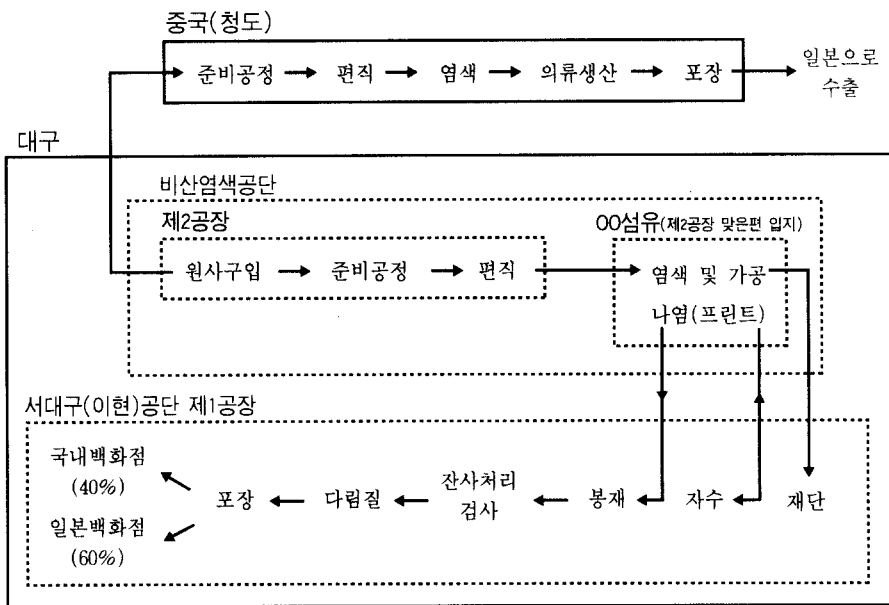 중국(청도)
준비공정 편직 염색 의류생산 포장
일본으로
수출
대구
비산염색공단
제2공장
OO섬유(제2공장 맞은편 입지)
원사구입 준비공정 편직
염색 및 가공
나염(프린트)
서대구(이현)공단 제1공장
국내백화점
(40%)
일본백화점
(60%)
포장 다림질
잔사처리
검사
봉재 자수 재단